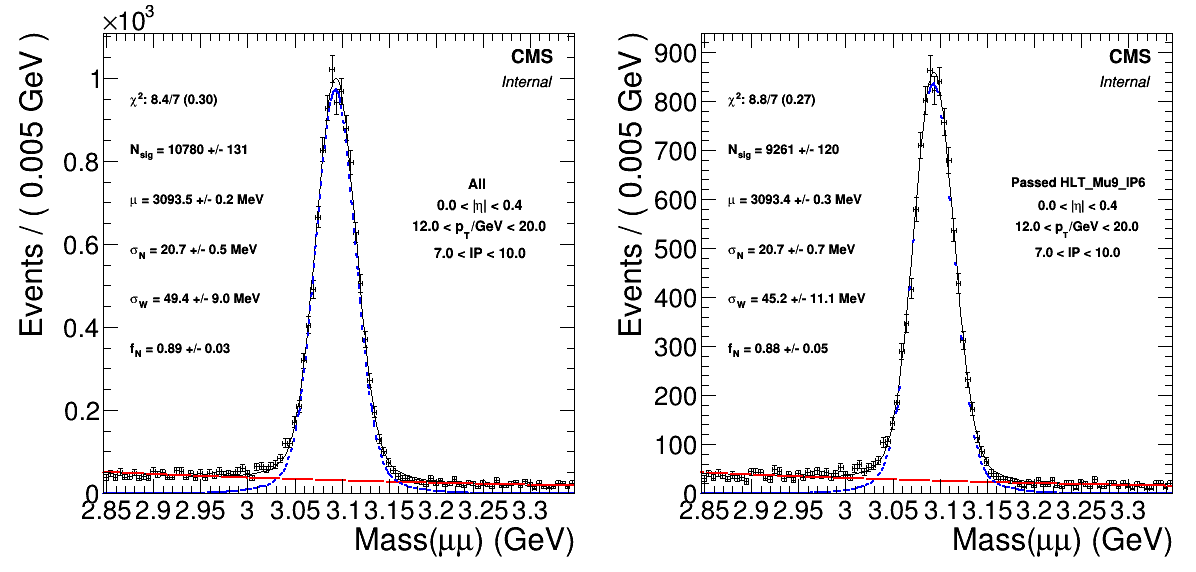 ×10³
CMS
Internal
χ²: 8.4/7 (0.30)
N_sig = 10780 +/- 131
μ = 3093.5 +/- 0.2 MeV
σ_N = 20.7 +/- 0.5 MeV
σ_W = 49.4 +/- 9.0 MeV
f_N = 0.89 +/- 0.03
All
0.0 < |η| < 0.4
12.0 < p_T/GeV < 20.0
7.0 < IP < 10.0
Events / ( 0.005 GeV )
1
0.8
0.6
0.4
0.2
0
2.85 2.9 2.95 3 3.05 3.1 3.15 3.2 3.25 3.3
Mass(μμ) (GeV)
CMS
Internal
χ²: 8.8/7 (0.27)
N_sig = 9261 +/- 120
μ = 3093.4 +/- 0.3 MeV
σ_N = 20.7 +/- 0.7 MeV
σ_W = 45.2 +/- 11.1 MeV
f_N = 0.88 +/- 0.05
Passed HLT_Mu9_IP6
0.0 < |η| < 0.4
12.0 < p_T/GeV < 20.0
7.0 < IP < 10.0
Events / ( 0.005 GeV )
900
800
700
600
500
400
300
200
100
0
2.85 2.9 2.95 3 3.05 3.1 3.15 3.2 3.25 3.3
Mass(μμ) (GeV)